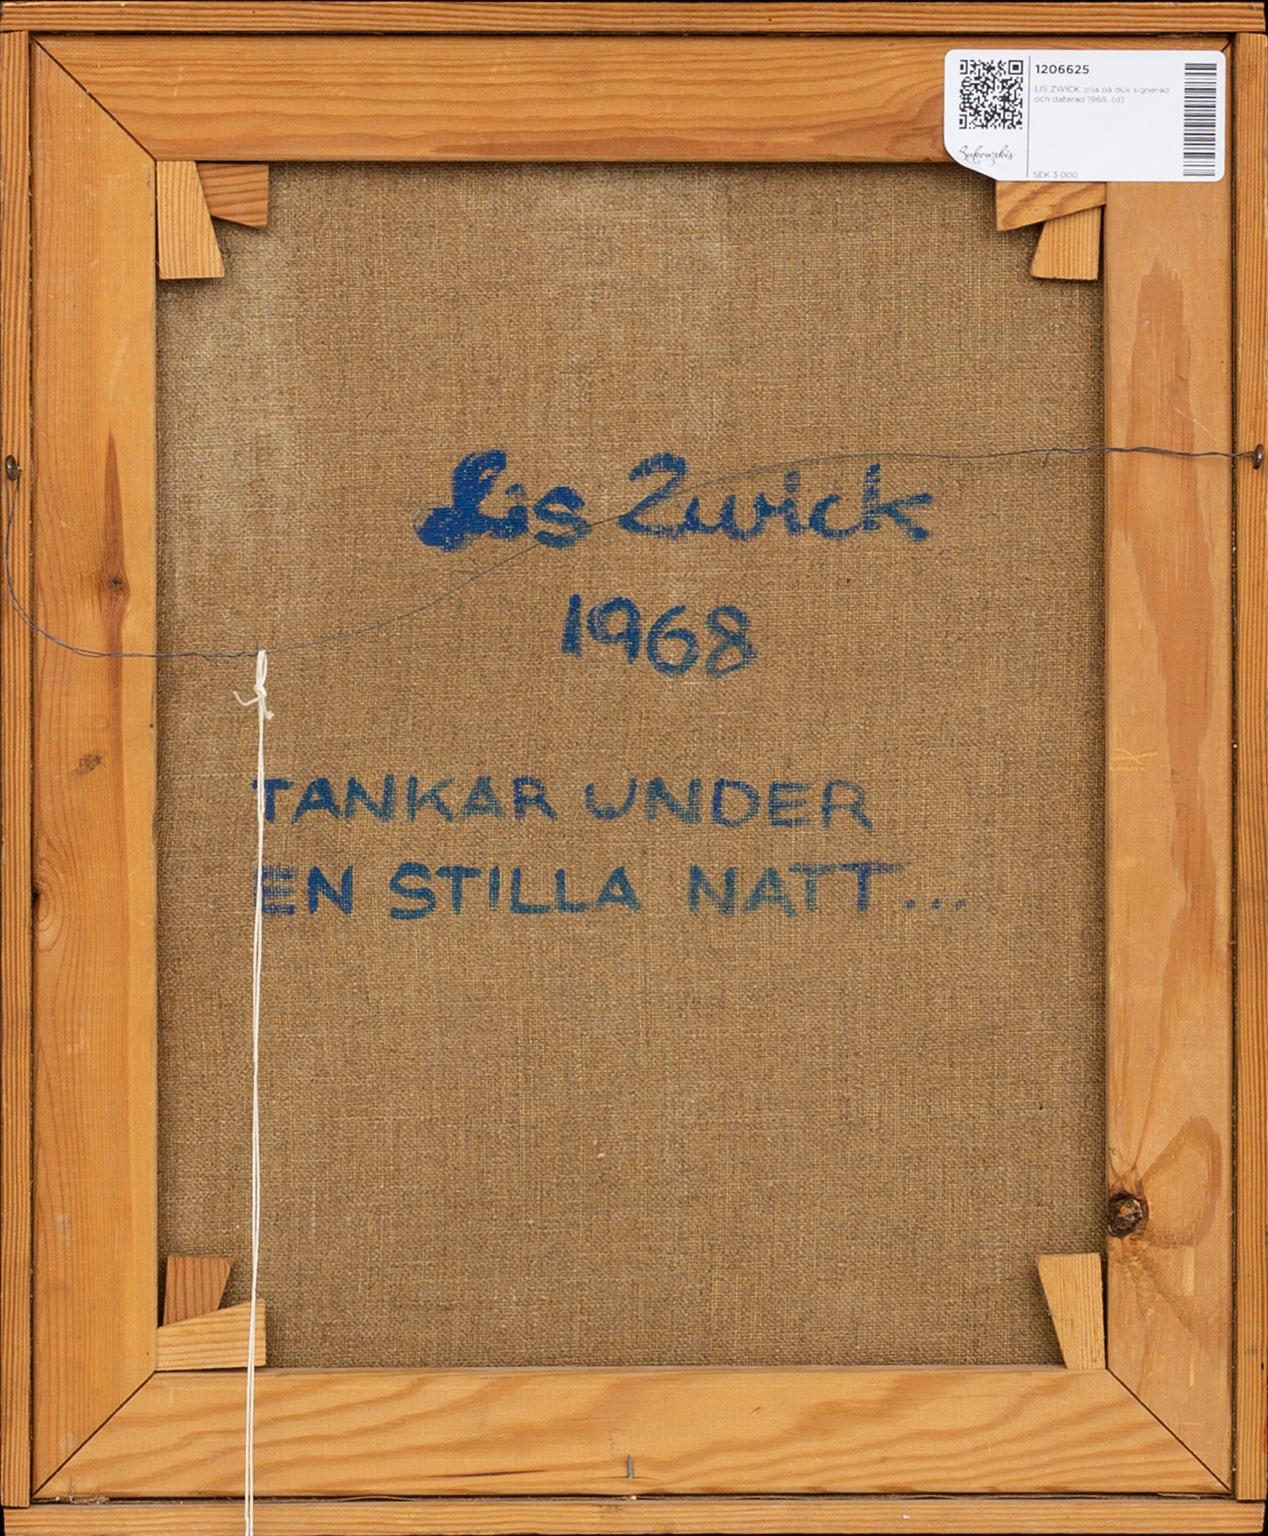 1206625
LIS ZWICK, olja på duk signerad
och daterad 1968. (d)
Bukowskis
SEK 3 000
Lis Zwick
1968
TANKAR UNDER
EN STILLA NATT...